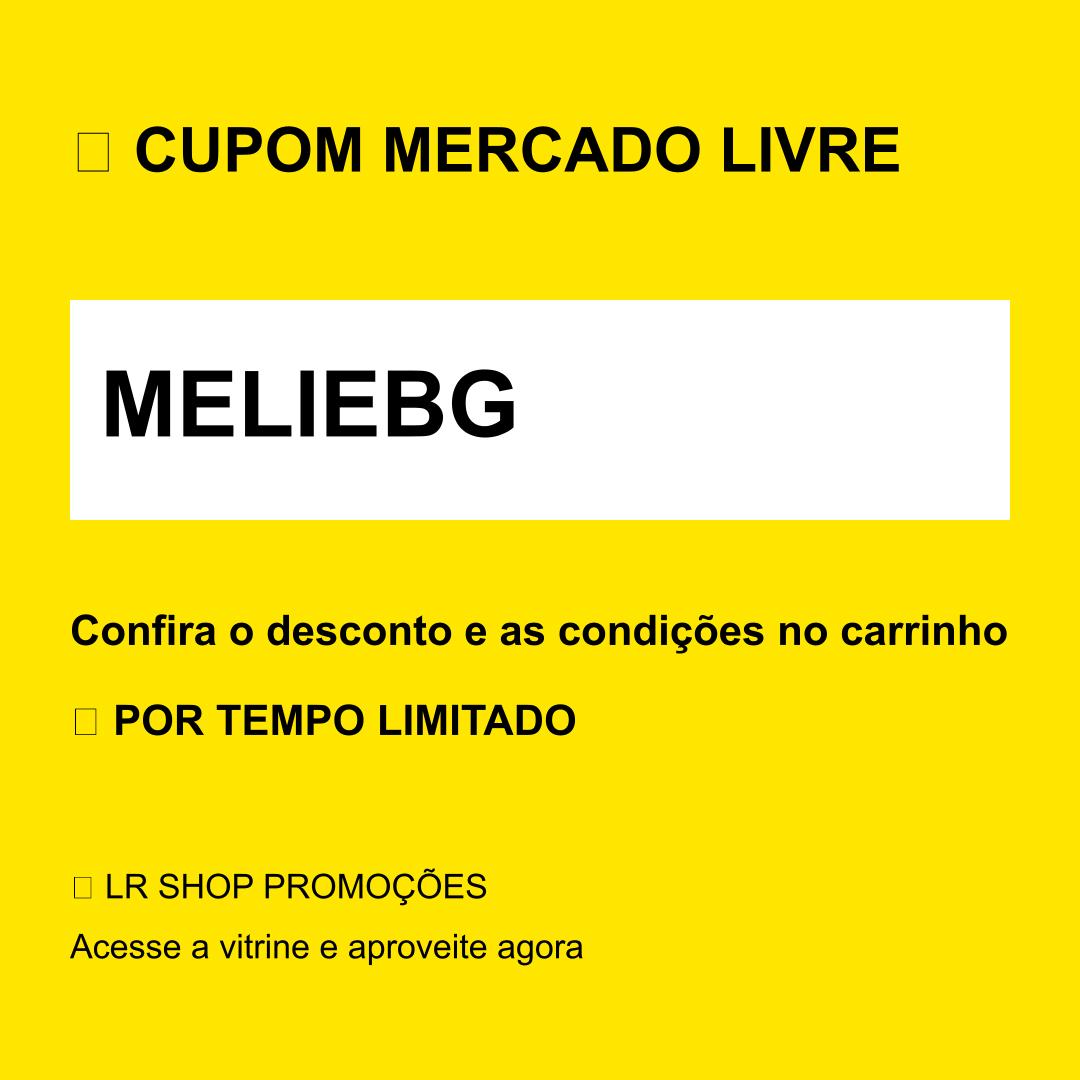 CUPOM MERCADO LIVRE
MELIEBG
Confira o desconto e as condições no carrinho
POR TEMPO LIMITADO
LR SHOP PROMOÇÕES
Acesse a vitrine e aproveite agora